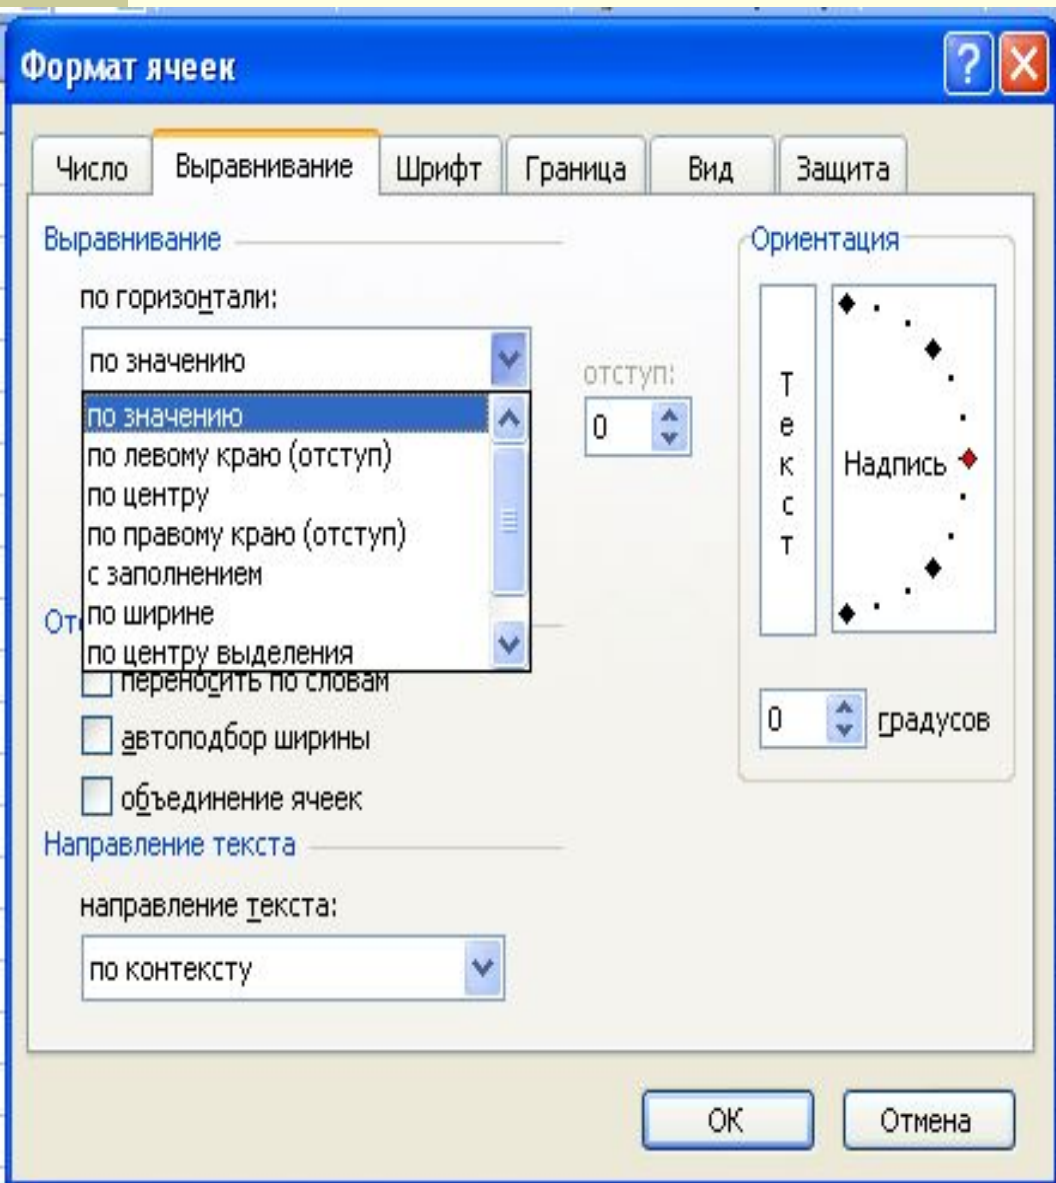 Формат ячеек
Число Выравнивание Шрифт Граница Вид Защита
Выравнивание
по горизонтали:
по значению
отступ:
0
по значению
по левому краю (отступ)
по центру
по правому краю (отступ)
с заполнением
по ширине
по центру выделения
переносить по словам
автоподбор ширины
объединение ячеек
Направление текста
направление текста:
по контексту
Ориентация
Текст
Надпись
0 градусов
ОК Отмена